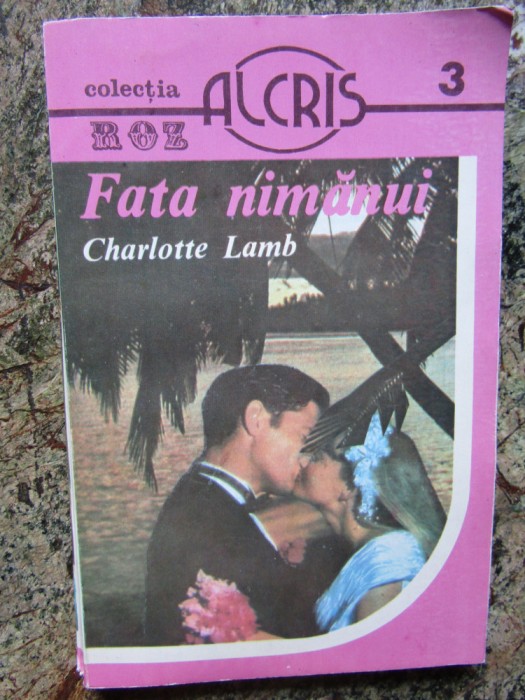 colecția
ROZ
ALCRIS
3
Fata nimănui
Charlotte Lamb